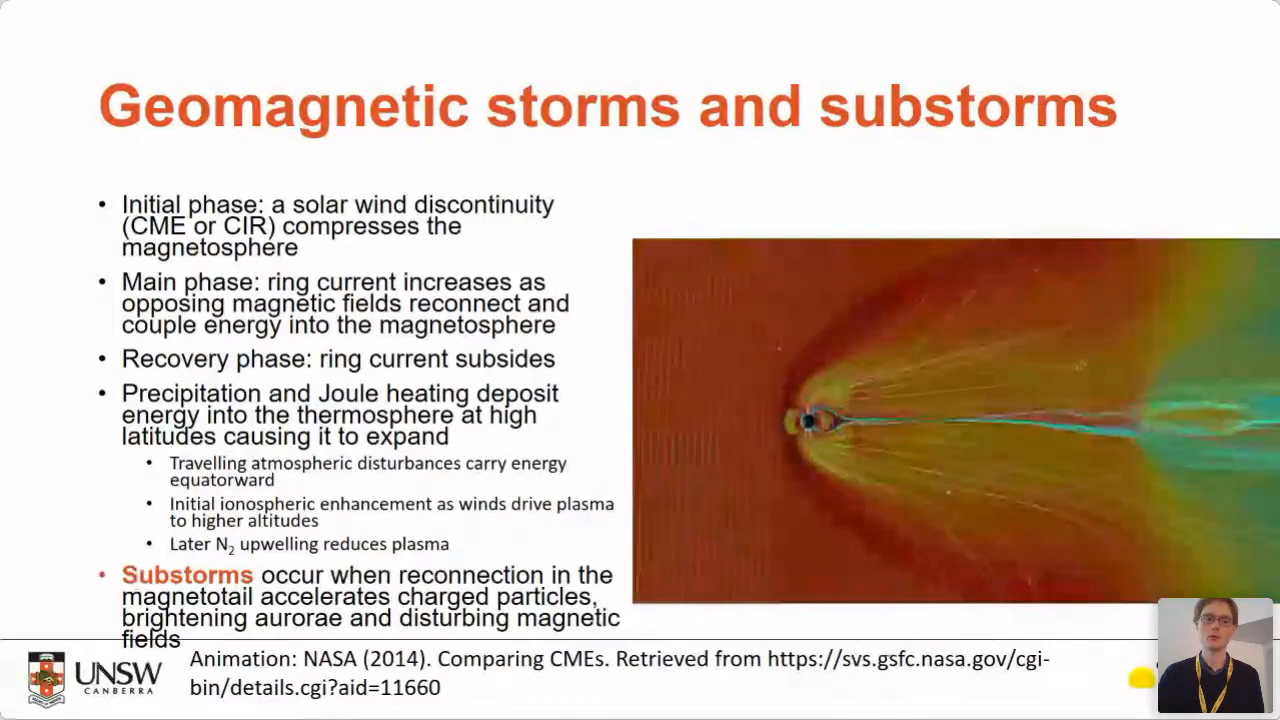 Geomagnetic storms and substorms
• Initial phase: a solar wind discontinuity
(CME or CIR) compresses the
magnetosphere
• Main phase: ring current increases as
opposing magnetic fields reconnect and
couple energy into the magnetosphere
• Recovery phase: ring current subsides
• Precipitation and Joule heating deposit
energy into the thermosphere at high
latitudes causing it to expand
• Travelling atmospheric disturbances carry energy
equatorward
• Initial ionospheric enhancement as winds drive plasma
to higher altitudes
• Later N₂ upwelling reduces plasma
• Substorms occur when reconnection in the
magnetotail accelerates charged particles,
brightening aurorae and disturbing magnetic
fields
UNSW
CANBERRA
Animation: NASA (2014). Comparing CMEs. Retrieved from https://svs.gsfc.nasa.gov/cgi-
bin/details.cgi?aid=11660